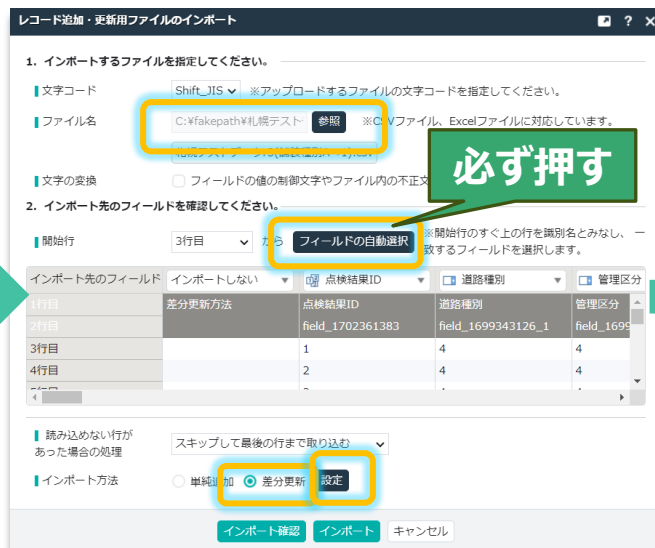 レコード追加・更新用ファイルのインポート
?
1. インポートするファイルを指定してください。
文字コード Shift_JIS ※アップロードするファイルの文字コードを指定してください。
ファイル名 C:¥fakepath¥札幌テスト 参照 ※CSVファイル、Excelファイルに対応しています。
文字の変換 フィールドの値の制御文字やファイル内の不正文
必ず押す
2. インポート先のフィールドを確認してください。
開始行 3行目 から フィールドの自動選択 ※開始行のすぐ上の行を識別名とみなし、一
致するフィールドを選択します。
インポート先のフィールド インポートしない 点検結果ID 道路種別 管理区分
1行目 差分更新方法 点検結果ID 道路種別 管理区分
2行目 field_1702361383 field_1699343126_1 field_1699
3行目 1 4 4
4行目 2 4 4
読み込めない行が
あった場合の処理 スキップして最後の行まで取り込む
インポート方法 単純追加 差分更新 設定
インポート確認 インポート キャンセル